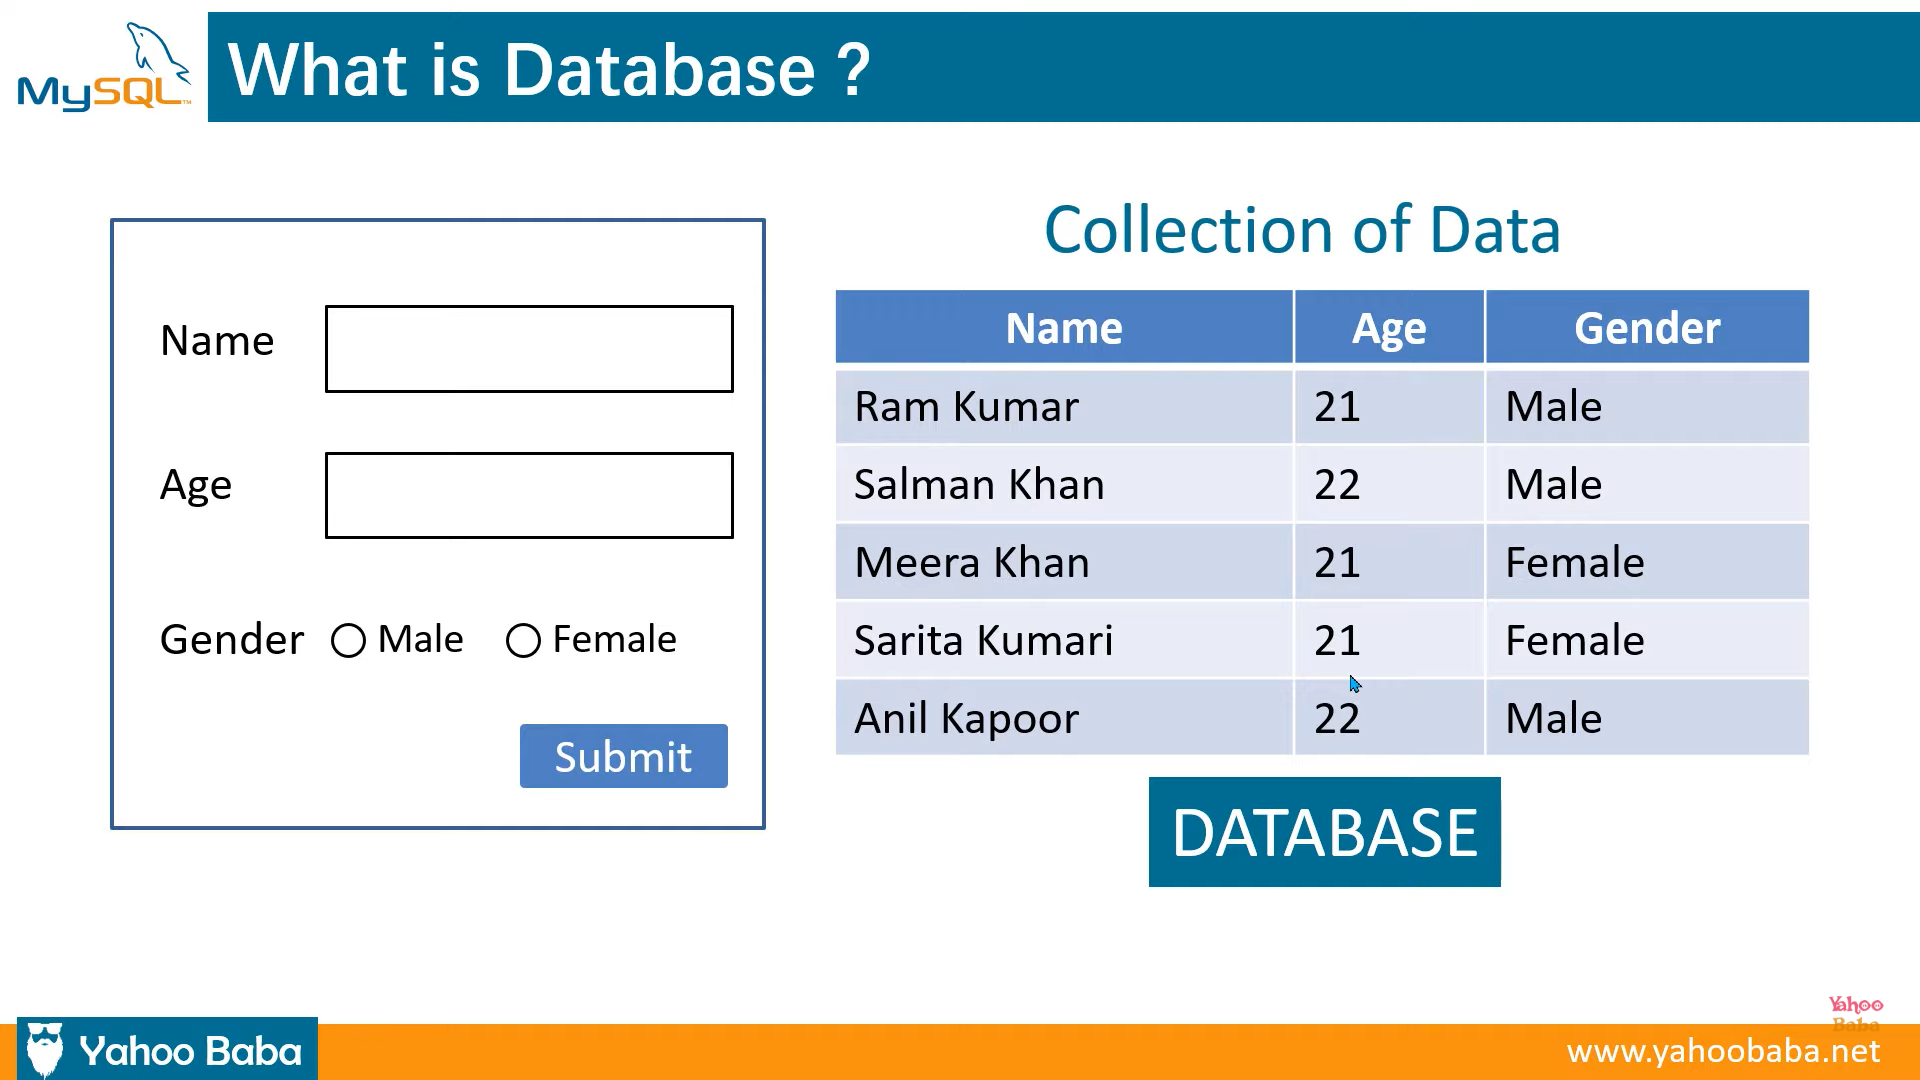 MySQL™
What is Database ?
Name
Age
Gender Male Female
Submit
Collection of Data
Name Age Gender
Ram Kumar 21 Male
Salman Khan 22 Male
Meera Khan 21 Female
Sarita Kumari 21 Female
Anil Kapoor 22 Male
DATABASE
Yahoo
Baba
Yahoo Baba
www.yahoobaba.net